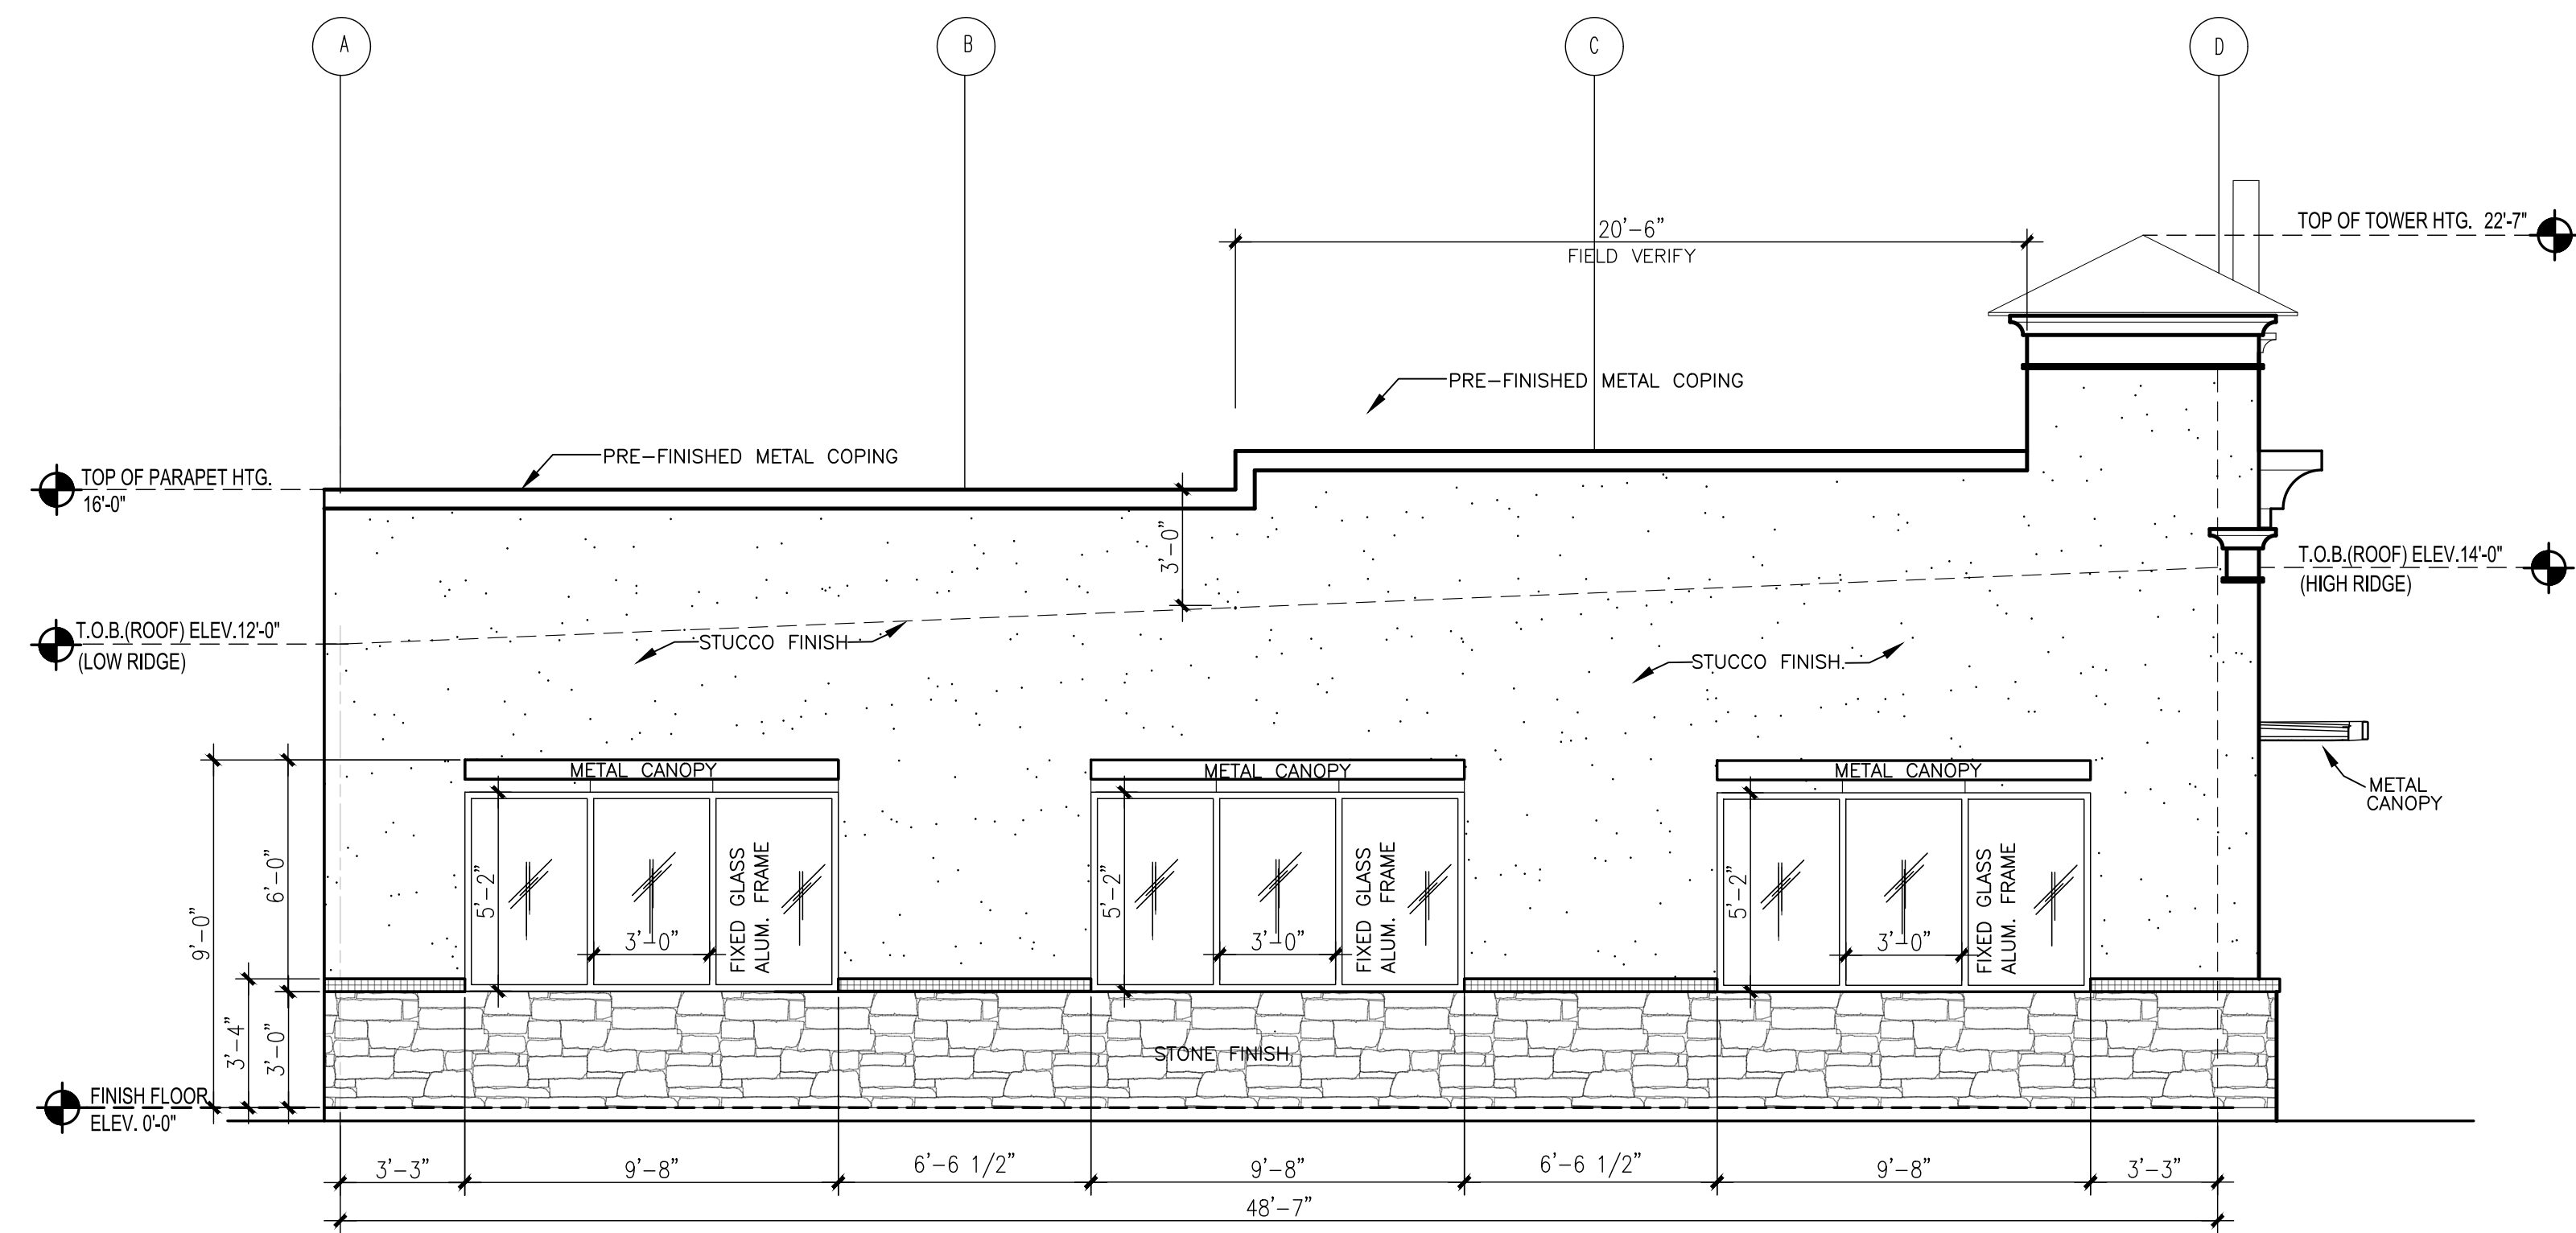 A
B
C
D
TOP OF TOWER HTG. 22'-7"
20'-6"
FIELD VERIFY
PRE-FINISHED METAL COPING
PRE-FINISHED METAL COPING
TOP OF PARAPET HTG.
16'-0"
3'-0"
T.O.B.(ROOF) ELEV.14'-0"
(HIGH RIDGE)
T.O.B.(ROOF) ELEV.12'-0"
(LOW RIDGE)
STUCCO FINISH
STUCCO FINISH.
METAL CANOPY
METAL CANOPY
METAL CANOPY
METAL
CANOPY
9'-0"
6'-0"
5'-2"
3'-0"
FIXED GLASS
ALUM. FRAME
5'-2"
3'-0"
FIXED GLASS
ALUM. FRAME
5'-2"
3'-0"
FIXED GLASS
ALUM. FRAME
3'-4"
3'-0"
STONE FINISH
FINISH FLOOR
ELEV. 0'-0"
3'-3"
9'-8"
6'-6 1/2"
9'-8"
6'-6 1/2"
9'-8"
3'-3"
48'-7"